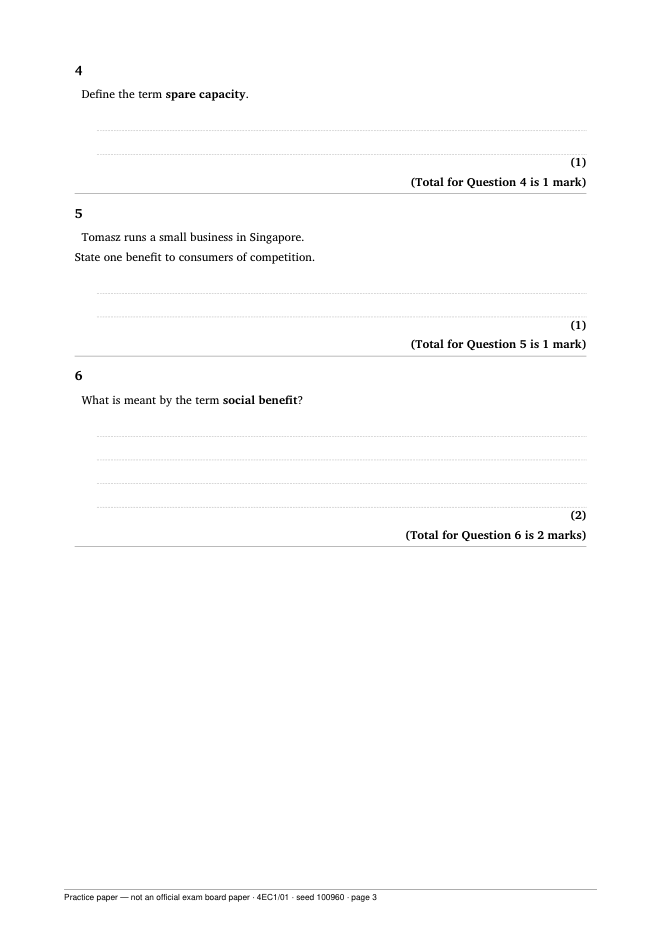 4
Define the term spare capacity.
(1)
(Total for Question 4 is 1 mark)
5
Tomasz runs a small business in Singapore.
State one benefit to consumers of competition.
(1)
(Total for Question 5 is 1 mark)
6
What is meant by the term social benefit?
(2)
(Total for Question 6 is 2 marks)
Practice paper — not an official exam board paper · 4EC1/01 · seed 100960 · page 3